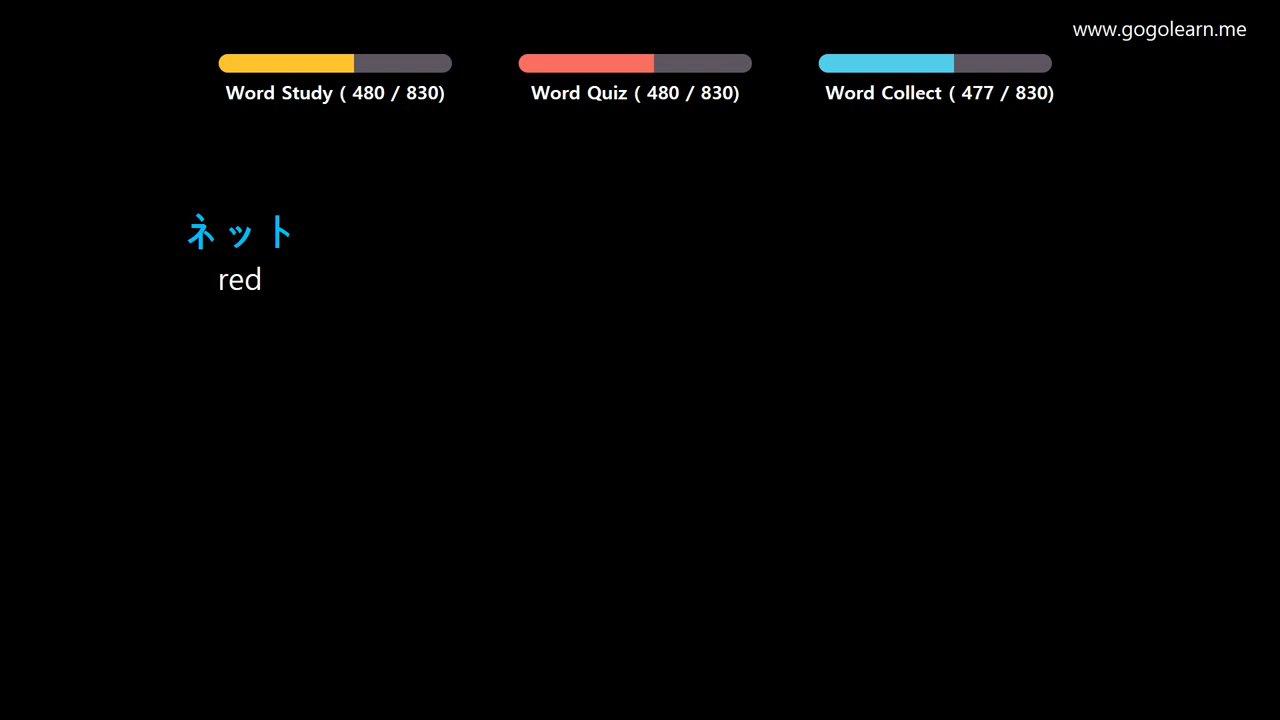 www.gogolearn.me
Word Study ( 480 / 830)
Word Quiz ( 480 / 830)
Word Collect ( 477 / 830)
ネット
red